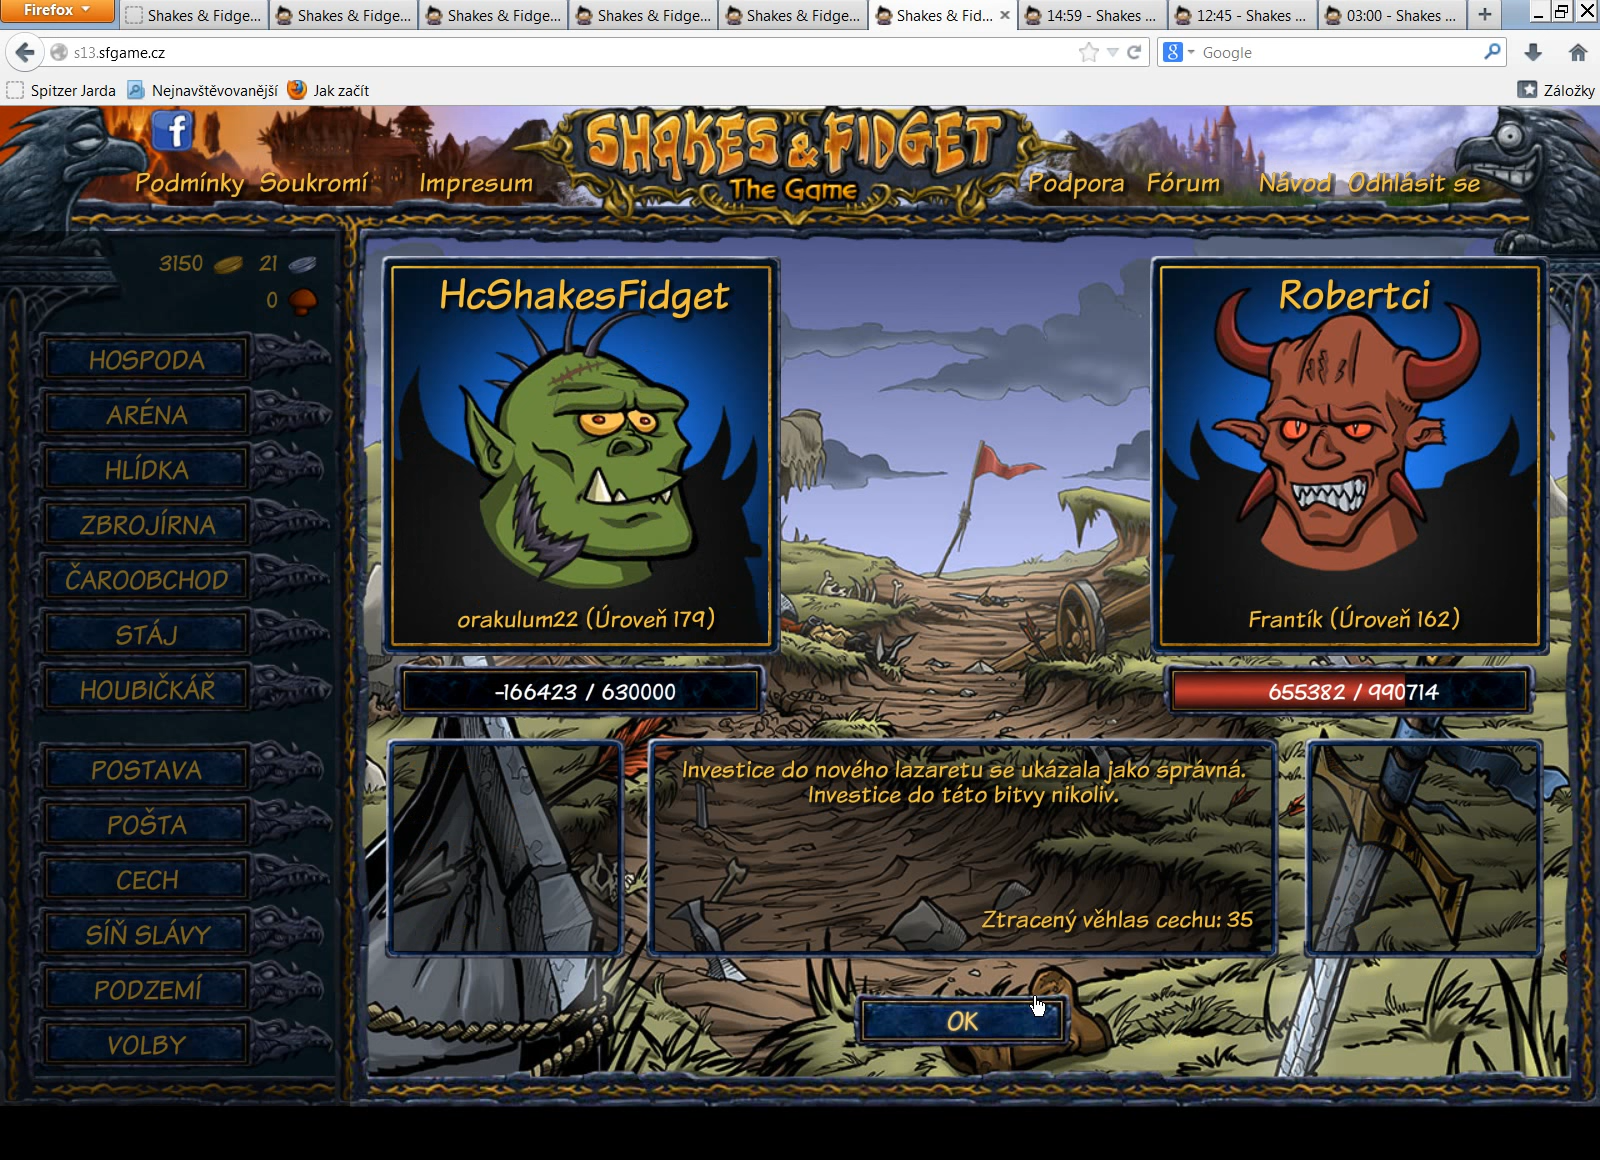 Firefox
Shakes & Fidge...
Shakes & Fidge...
Shakes & Fidge...
Shakes & Fidge...
Shakes & Fidge...
Shakes & Fid...
14:59 - Shakes ...
12:45 - Shakes ...
03:00 - Shakes ...
s13.sfgame.cz
Google
Spitzer Jarda
Nejnavštěvovanější
Jak začít
Záložky
SHAKES & FIDGET
The Game
Podmínky
Soukromí
Impresum
Podpora
Fórum
Návod
Odhlásit se
3150
21
0
HOSPODA
ARÉNA
HLÍDKA
ZBROJÍRNA
ČAROOBCHOD
STÁJ
HOUBIČKÁŘ
POSTAVA
POŠTA
CECH
SÍŇ SLÁVY
PODZEMÍ
VOLBY
HcShakesFidget
orakulum22 (Úroveň 179)
-166423 / 630000
Robertci
Frantík (Úroveň 162)
655382 / 990714
Investice do nového lazaretu se ukázala jako správná.
Investice do této bitvy nikoliv.
Ztracený věhlas cechu: 35
OK